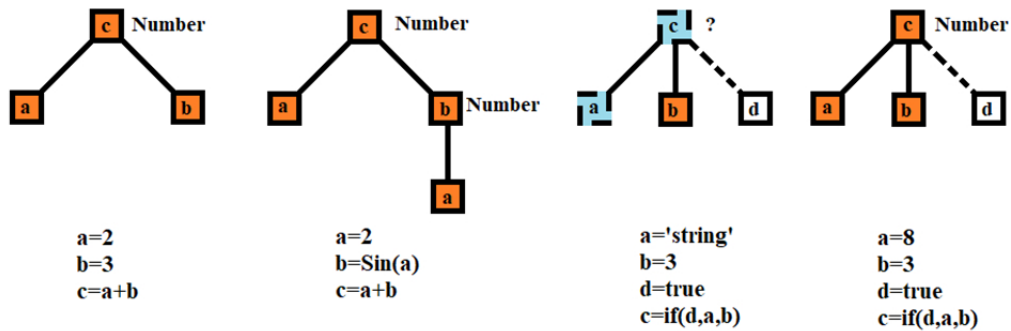 c Number
a b
a=2
b=3
c=a+b
c Number
a b Number
a
a=2
b=Sin(a)
c=a+b
c ?
a b d
a='string'
b=3
d=true
c=if(d,a,b)
c Number
a b d
a=8
b=3
d=true
c=if(d,a,b)